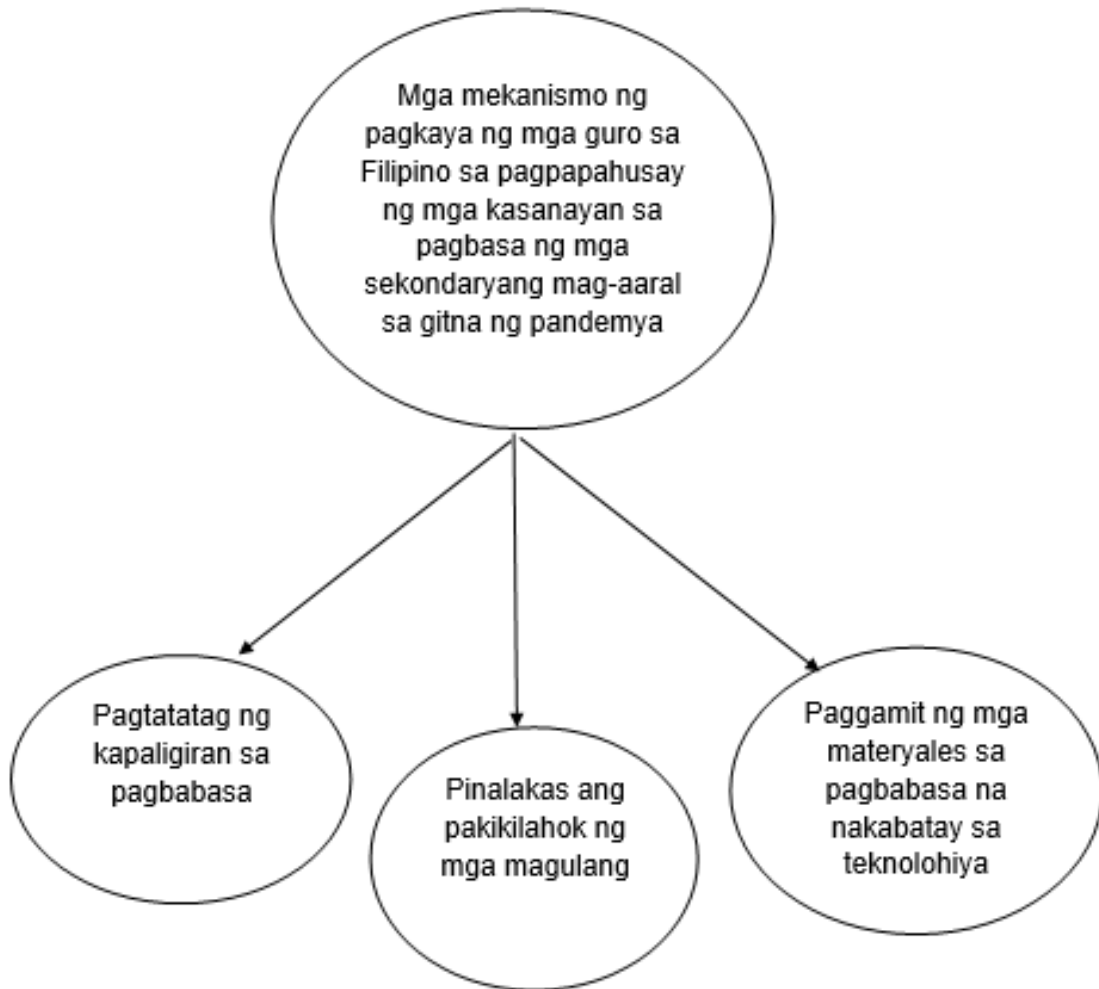 Mga mekanismo ng
pagkaya ng mga guro sa
Filipino sa pagpapahusay
ng mga kasanayan sa
pagbasa ng mga
sekondaryang mag-aaral
sa gitna ng pandemya
Pagtatatag ng
kapaligiran sa
pagbabasa
Pinalakas ang
pakikilahok ng
mga magulang
Paggamit ng mga
materyales sa
pagbabasa na
nakabatay sa
teknolohiya